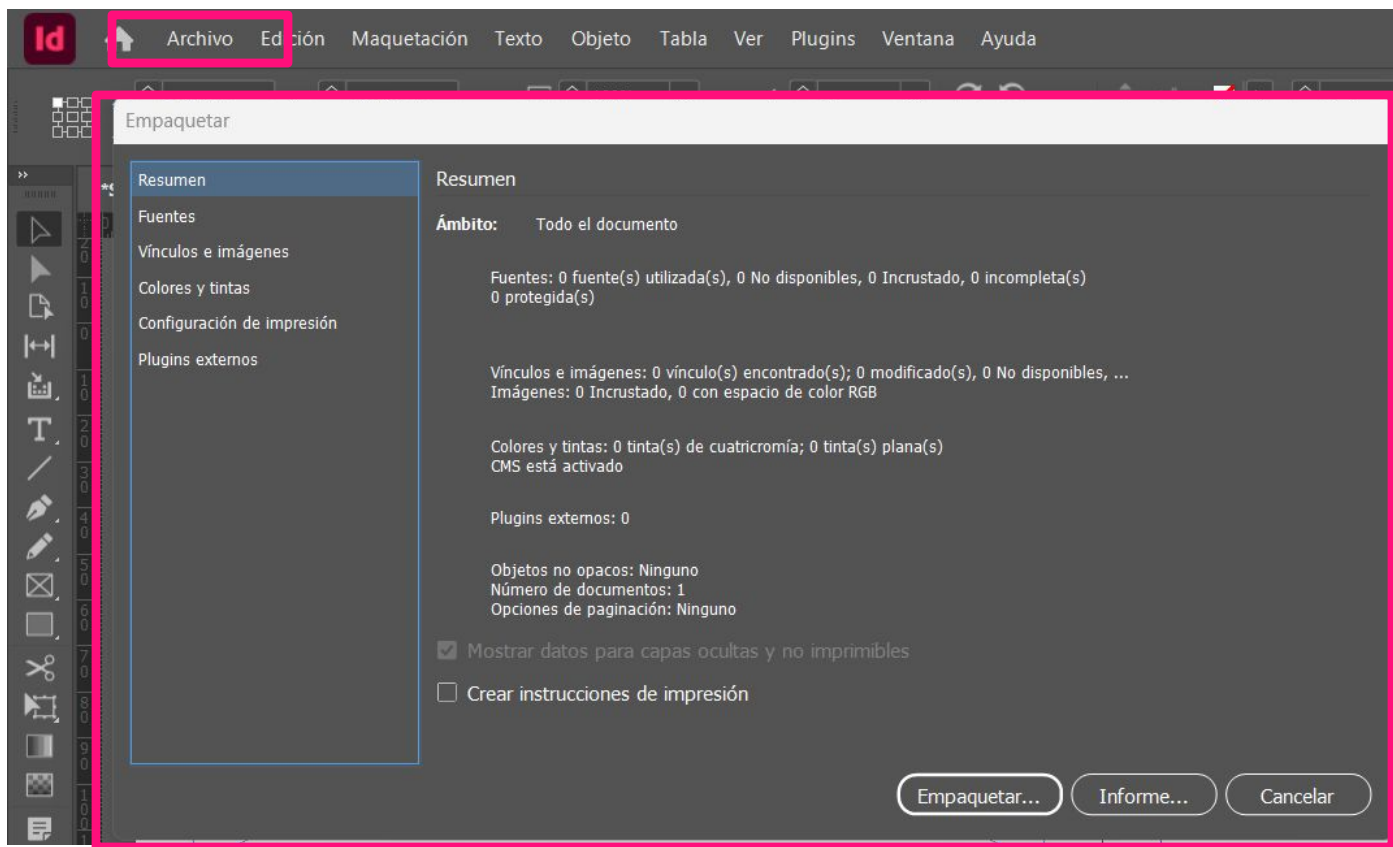 Id
Archivo Edición Maquetación Texto Objeto Tabla Ver Plugins Ventana Ayuda
Empaquetar
Resumen
Fuentes
Vínculos e imágenes
Colores y tintas
Configuración de impresión
Plugins externos
Resumen
Ámbito: Todo el documento
Fuentes: 0 fuente(s) utilizada(s), 0 No disponibles, 0 Incrustado, 0 incompleta(s)
0 protegida(s)
Vínculos e imágenes: 0 vínculo(s) encontrado(s); 0 modificado(s), 0 No disponibles, ...
Imágenes: 0 Incrustado, 0 con espacio de color RGB
Colores y tintas: 0 tinta(s) de cuatricromía; 0 tinta(s) plana(s)
CMS está activado
Plugins externos: 0
Objetos no opacos: Ninguno
Número de documentos: 1
Opciones de paginación: Ninguno
Mostrar datos para capas ocultas y no imprimibles
Crear instrucciones de impresión
Empaquetar... Informe... Cancelar